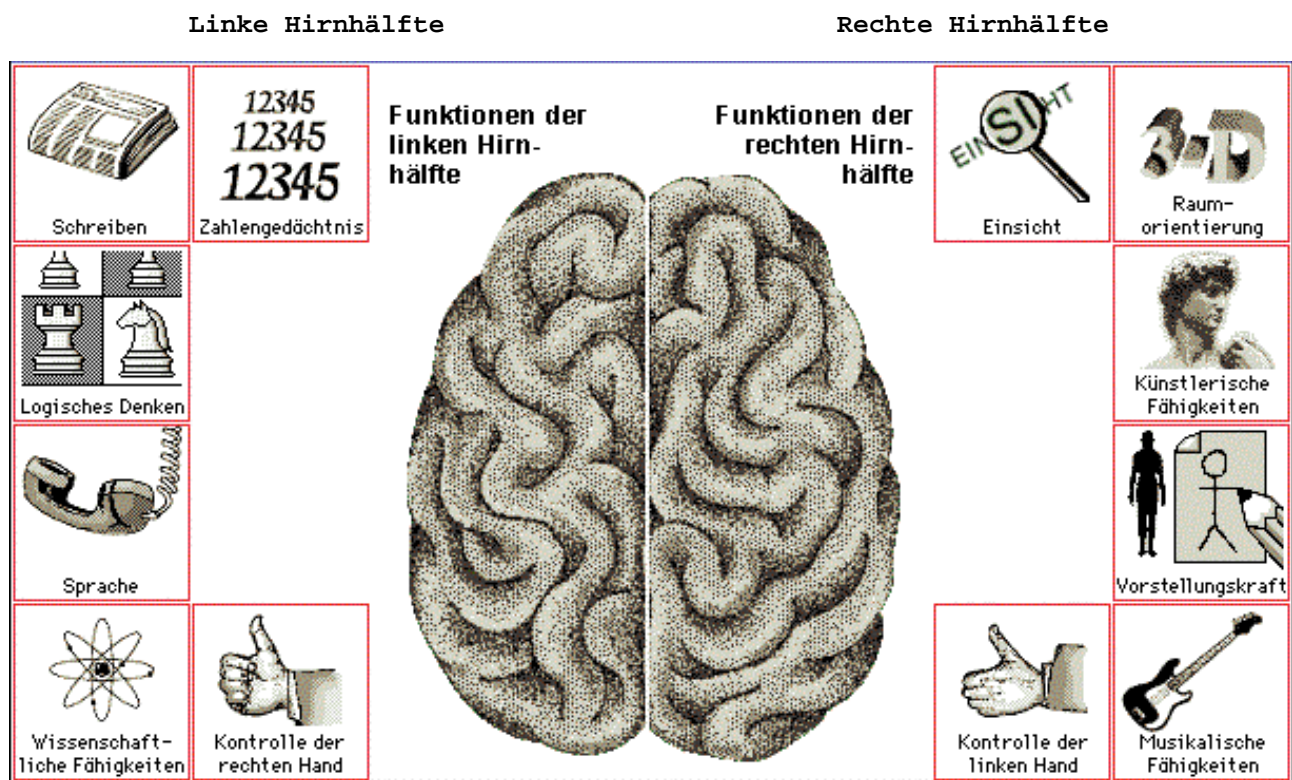 Linke Hirnhälfte
Rechte Hirnhälfte
Funktionen der
linken Hirn-
hälfte
Funktionen der
rechten Hirn-
hälfte
Schreiben
12345
12345
12345
Zahlengedächtnis
EINSICHT
Einsicht
3-D
Raum-
orientierung
Logisches Denken
Künstlerische
Fähigkeiten
Sprache
Vorstellungskraft
Wissenschaft-
liche Fähigkeiten
Kontrolle der
rechten Hand
Kontrolle der
linken Hand
Musikalische
Fähigkeiten